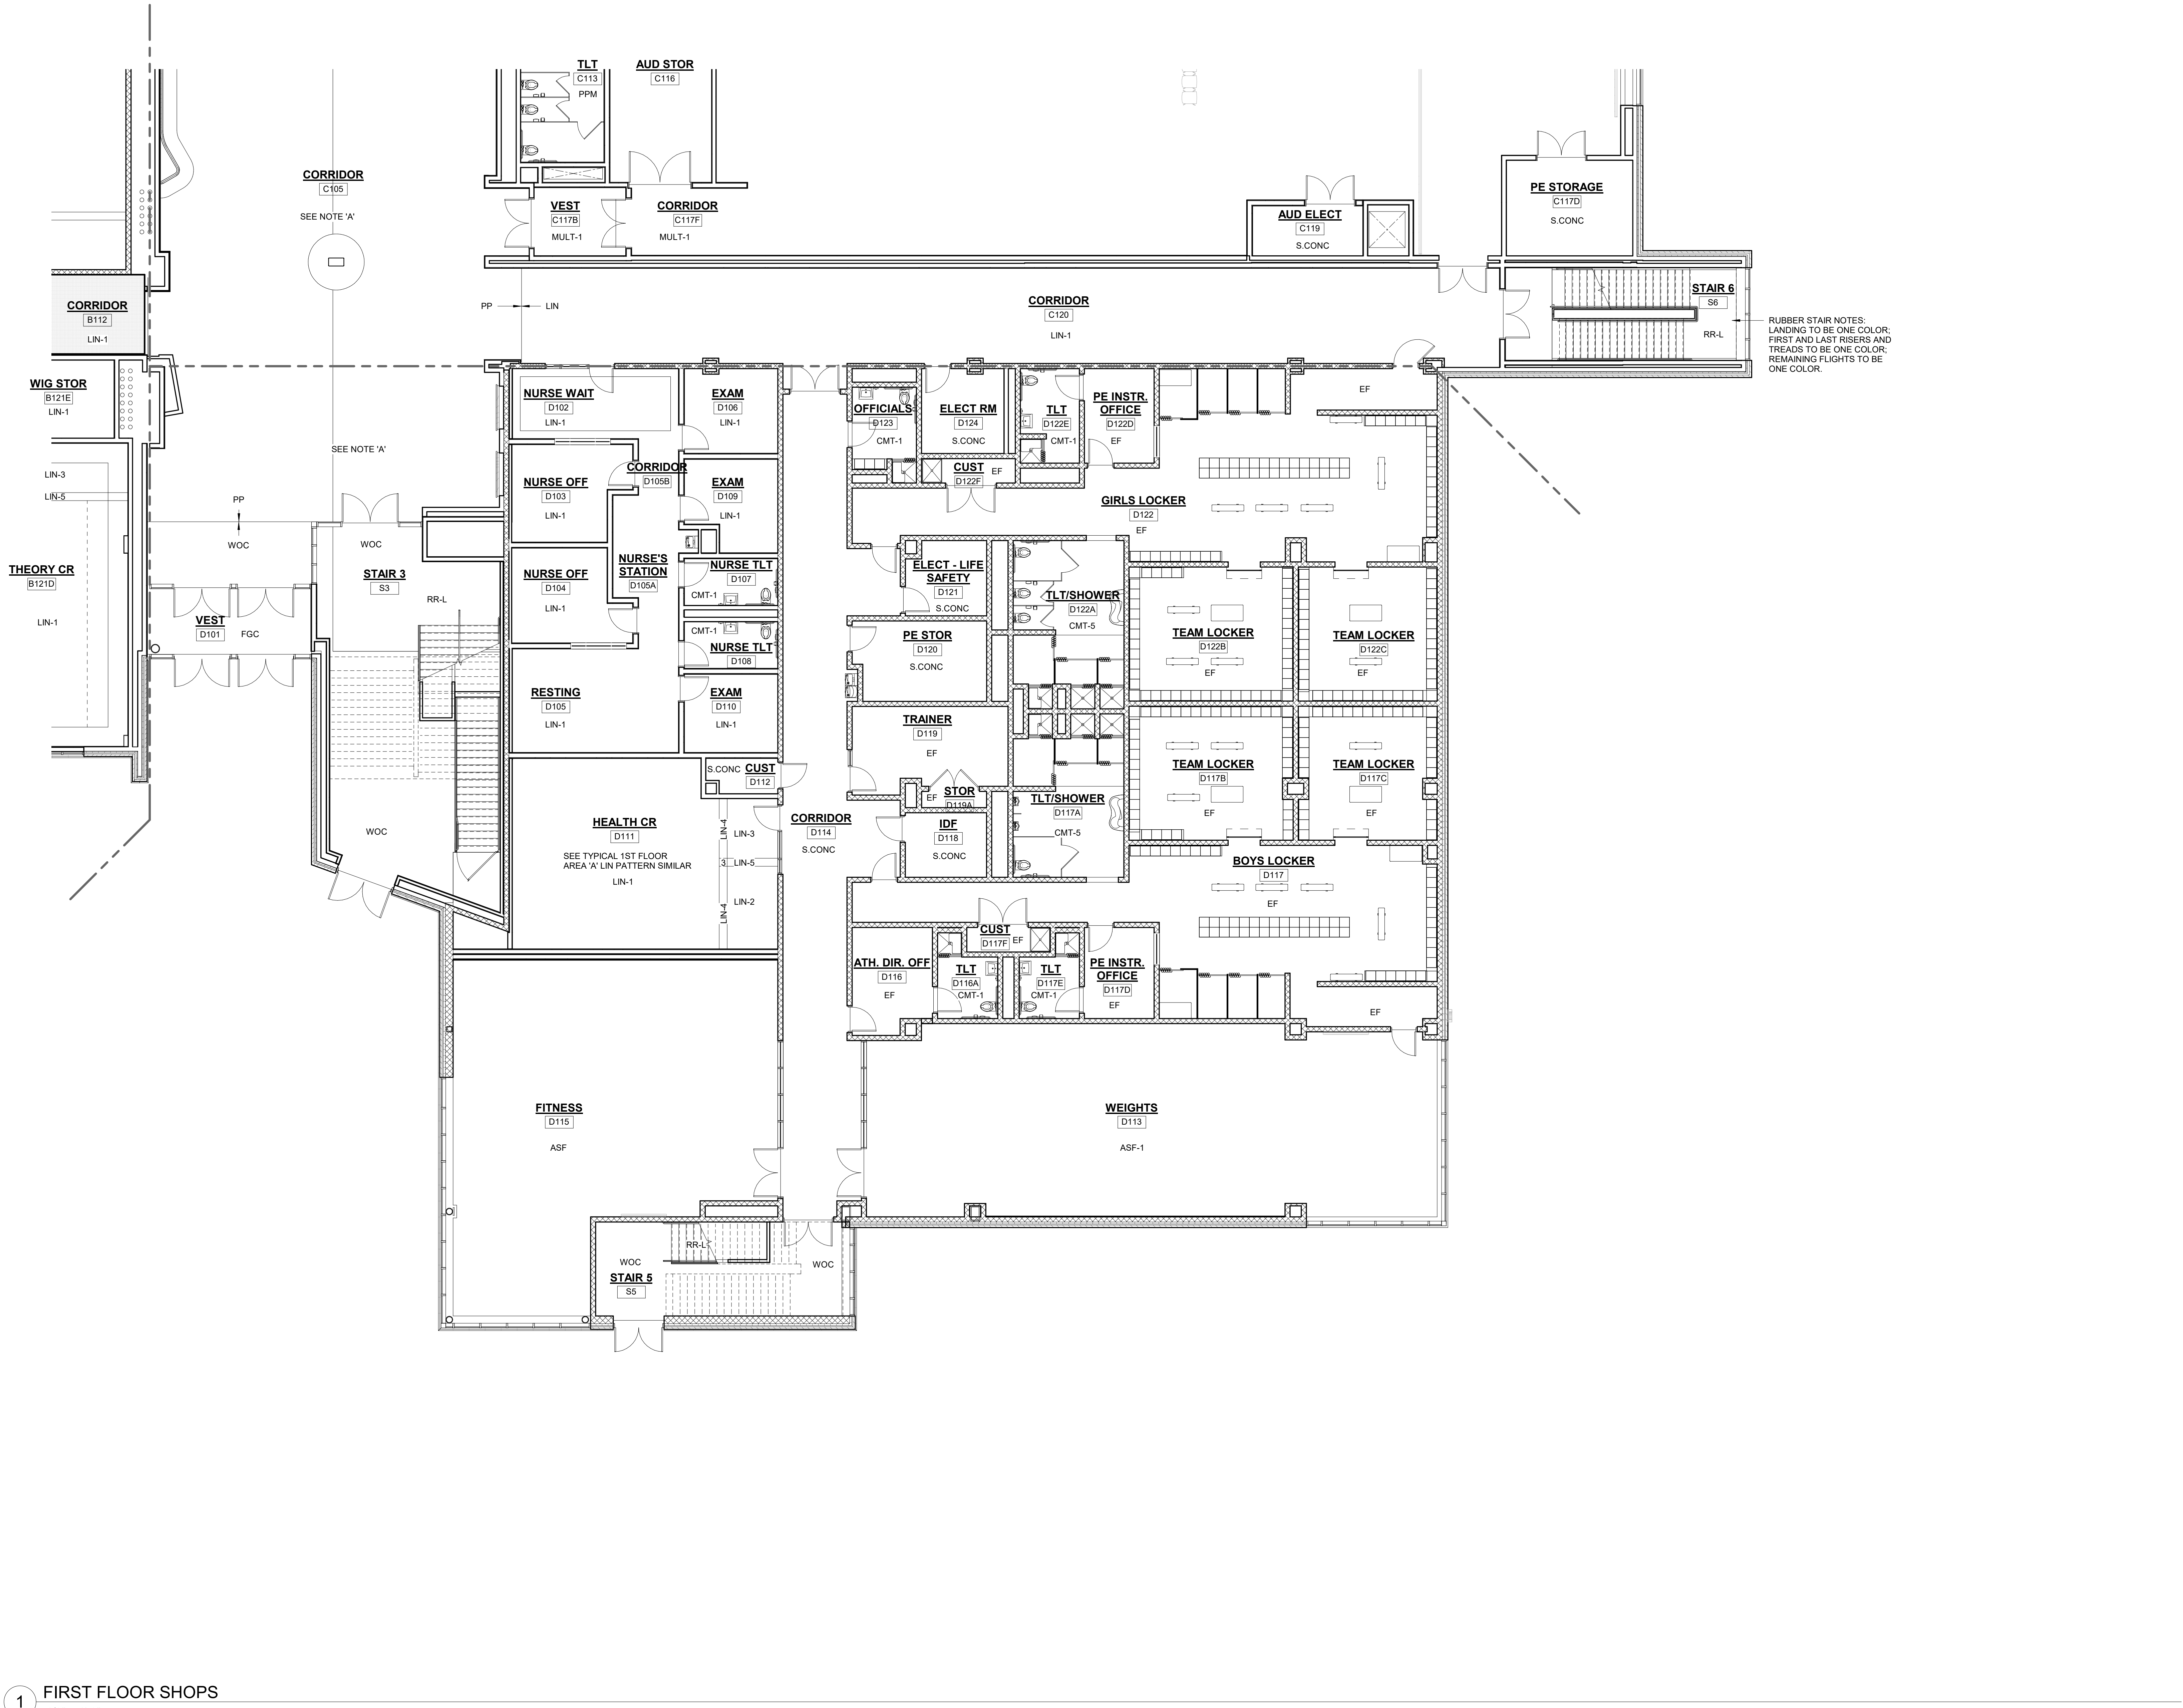 TLT
C113
PPM
AUD STOR
C116
CORRIDOR
C105
SEE NOTE 'A'
VEST
C117B
MULT-1
CORRIDOR
C117F
MULT-1
AUD ELECT
C119
S.CONC
PE STORAGE
C117D
S.CONC
CORRIDOR
B112
LIN-1
PP
LIN
CORRIDOR
C120
LIN-1
STAIR 6
S6
RR-L
RUBBER STAIR NOTES:
LANDING TO BE ONE COLOR;
FIRST AND LAST RISERS AND
TREADS TO BE ONE COLOR;
REMAINING FLIGHTS TO BE
ONE COLOR.
WIG STOR
B121E
LIN-1
NURSE WAIT
D102
LIN-1
EXAM
D106
LIN-1
OFFICIALS
D123
CMT-1
ELECT RM
D124
S.CONC
TLT
D122E
CMT-1
PE INSTR.
OFFICE
D122D
EF
EF
SEE NOTE 'A'
LIN-3
LIN-5
PP
WOC
NURSE OFF
D103
LIN-1
CORRIDOR
D105B
EXAM
D109
LIN-1
CUST
D122F
EF
GIRLS LOCKER
D122
EF
THEORY CR
B121D
LIN-1
WOC
STAIR 3
S3
RR-L
VEST
D101
FGC
NURSE OFF
D104
LIN-1
NURSE'S
STATION
D105A
NURSE TLT
D107
CMT-1
CMT-1
NURSE TLT
D108
ELECT - LIFE
SAFETY
D121
S.CONC
TLT/SHOWER
D122A
CMT-5
PE STOR
D120
S.CONC
TEAM LOCKER
D122B
EF
TEAM LOCKER
D122C
EF
RESTING
D105
LIN-1
EXAM
D110
LIN-1
TRAINER
D119
EF
TEAM LOCKER
D117B
EF
TEAM LOCKER
D117C
EF
S.CONC
CUST
D112
EF
STOR
D119A
TLT/SHOWER
D117A
CMT-5
WOC
HEALTH CR
D111
SEE TYPICAL 1ST FLOOR
AREA 'A' LIN PATTERN SIMILAR
LIN-1
LIN-4
LIN-3
3
LIN-5
LIN-4
LIN-2
CORRIDOR
D114
S.CONC
IDF
D118
S.CONC
BOYS LOCKER
D117
EF
CUST
D117F
EF
ATH. DIR. OFF
D116
EF
TLT
D116A
CMT-1
TLT
D117E
CMT-1
PE INSTR.
OFFICE
D117D
EF
EF
FITNESS
D115
ASF
WEIGHTS
D113
ASF-1
RR-L
WOC
STAIR 5
S5
WOC
1
FIRST FLOOR SHOPS